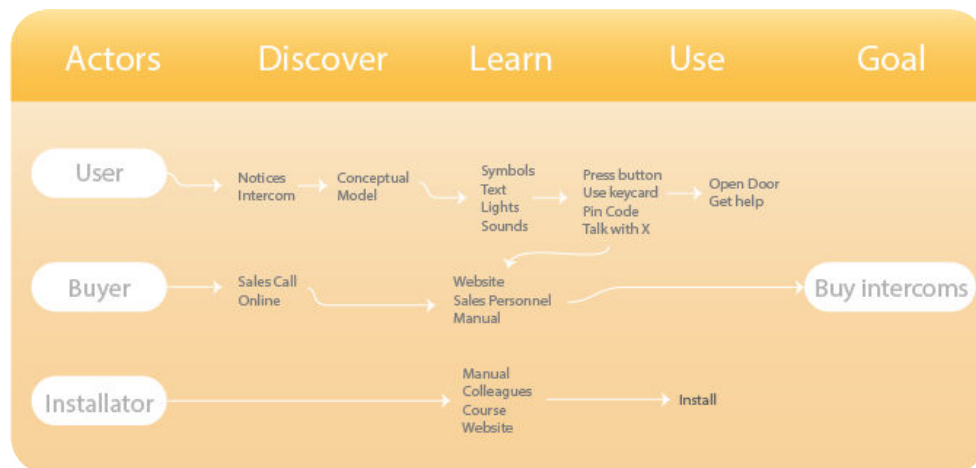 Actors Discover Learn Use Goal
User
Notices
Intercom
Conceptual
Model
Symbols
Text
Lights
Sounds
Press button
Use keycard
Pin Code
Talk with X
Open Door
Get help
Buyer
Sales Call
Online
Website
Sales Personnel
Manual
Buy intercoms
Installator
Manual
Colleagues
Course
Website
Install